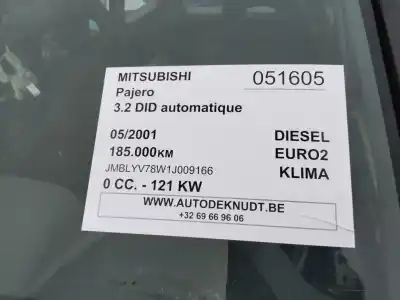 MITSUBISHI 051605
Pajero
3.2 DID automatique
05/2001 DIESEL
185.000KM EURO2
JMBLYV78W1J009166 KLIMA
0 CC. - 121 KW
WWW.AUTODEKNUDT.BE
+32 69 66 96 06